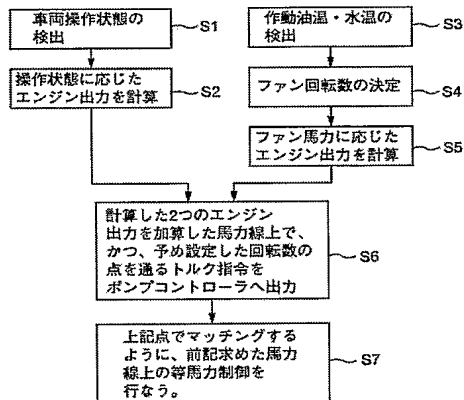 車両操作状態の
検出
S1
操作状態に応じた
エンジン出力を計算
S2
作動油温・水温の
検出
S3
ファン回転数の決定
S4
ファン馬力に応じた
エンジン出力を計算
S5
計算した2つのエンジン
出力を加算した馬力線上で、
かつ、予め設定した回転数の
点を通るトルク指令を
ポンプコントローラへ出力
S6
上記点でマッチングする
ように、前記求めた馬力
線上の等馬力制御を
行なう。
S7